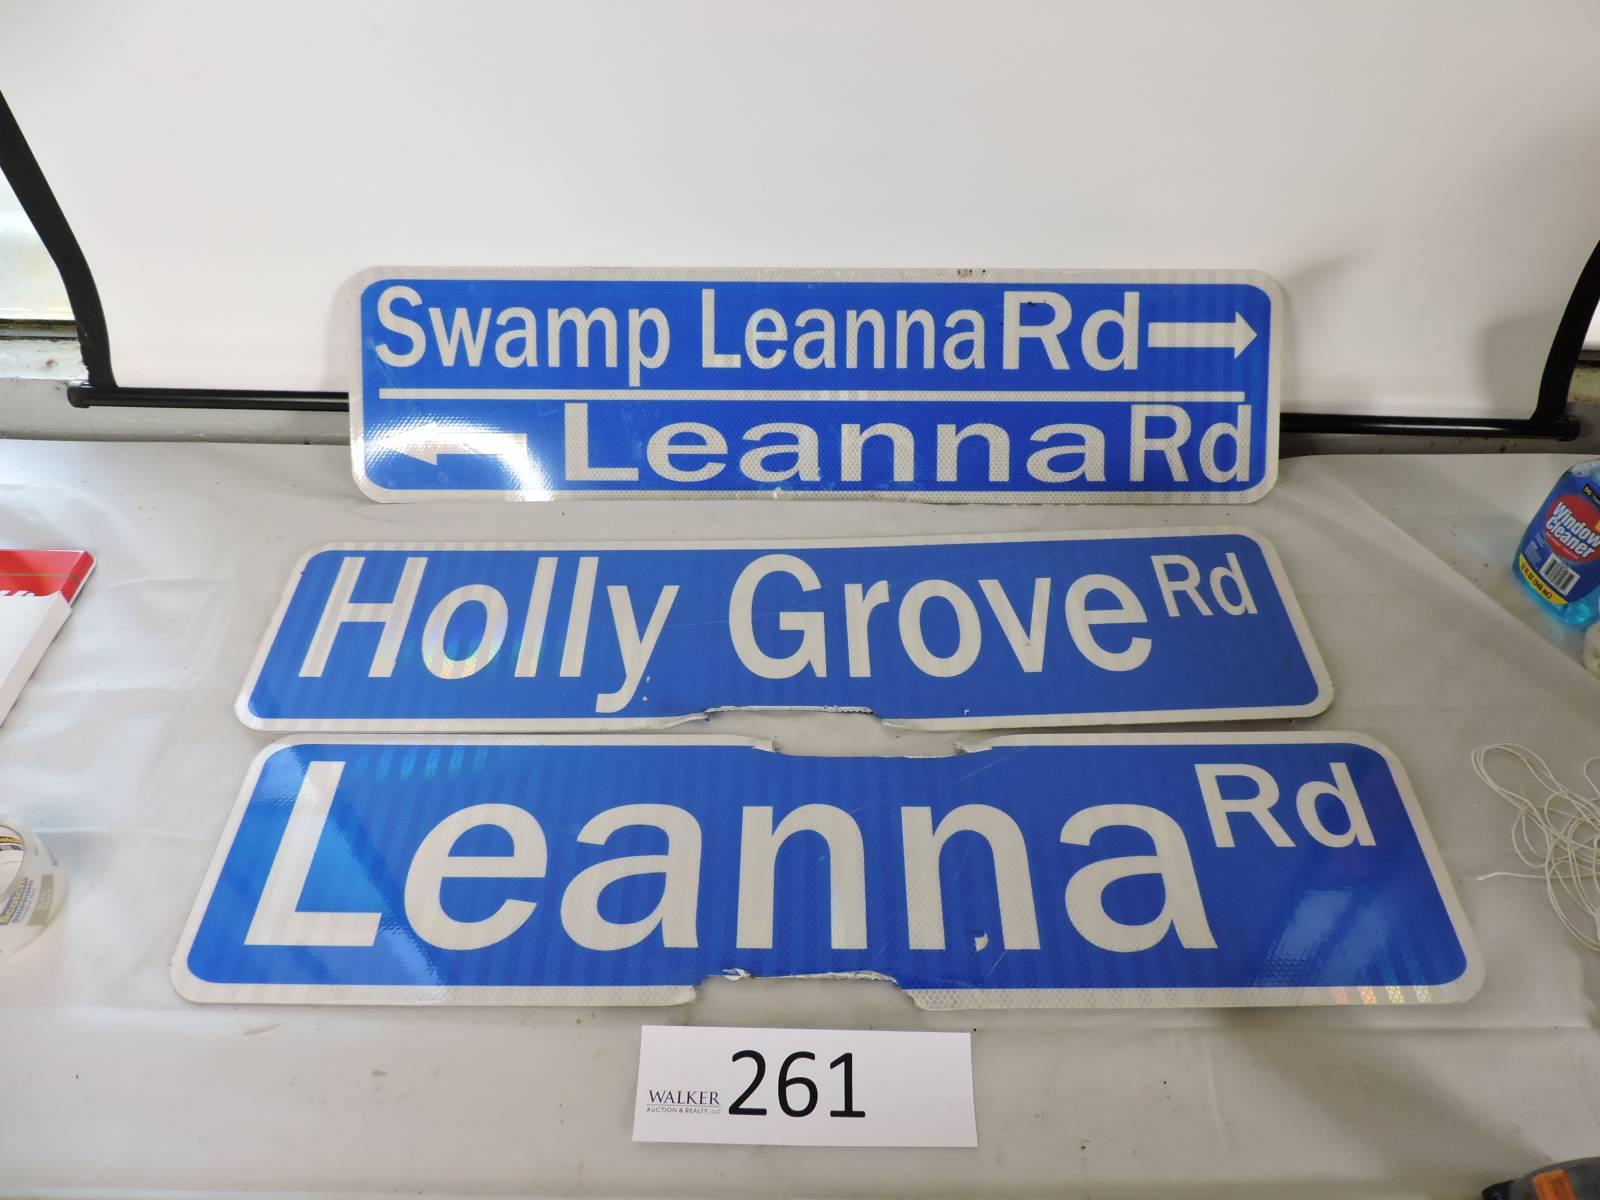 Swamp Leanna Rd →
← Leanna Rd
Holly Grove Rd
Leanna Rd
WALKER
AUCTION & REALTY, LLC
261
Window
Cleaner